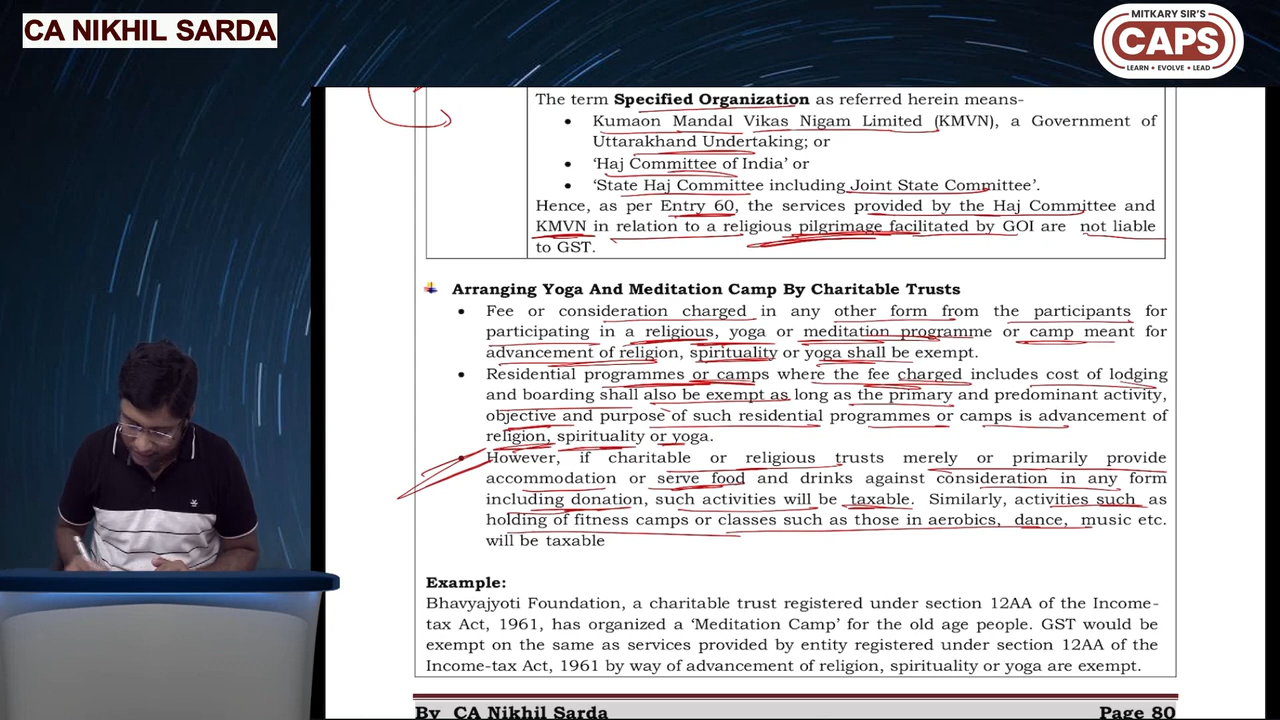 CA NIKHIL SARDA
MITKARY SIR'S
CAPS
LEARN • EVOLVE • LEAD
The term Specified Organization as referred herein means-
• Kumaon Mandal Vikas Nigam Limited (KMVN), a Government of
Uttarakhand Undertaking; or
• ‘Haj Committee of India’ or
• ‘State Haj Committee including Joint State Committee’.
Hence, as per Entry 60, the services provided by the Haj Committee and
KMVN in relation to a religious pilgrimage facilitated by GOI are not liable
to GST.
Arranging Yoga And Meditation Camp By Charitable Trusts
• Fee or consideration charged in any other form from the participants for
participating in a religious, yoga or meditation programme or camp meant for
advancement of religion, spirituality or yoga shall be exempt.
• Residential programmes or camps where the fee charged includes cost of lodging
and boarding shall also be exempt as long as the primary and predominant activity,
objective and purpose of such residential programmes or camps is advancement of
religion, spirituality or yoga.
• However, if charitable or religious trusts merely or primarily provide
accommodation or serve food and drinks against consideration in any form
including donation, such activities will be taxable. Similarly, activities such as
holding of fitness camps or classes such as those in aerobics, dance, music etc.
will be taxable
Example:
Bhavyajyoti Foundation, a charitable trust registered under section 12AA of the Income-
tax Act, 1961, has organized a ‘Meditation Camp’ for the old age people. GST would be
exempt on the same as services provided by entity registered under section 12AA of the
Income-tax Act, 1961 by way of advancement of religion, spirituality or yoga are exempt.
By CA Nikhil Sarda
Page 80